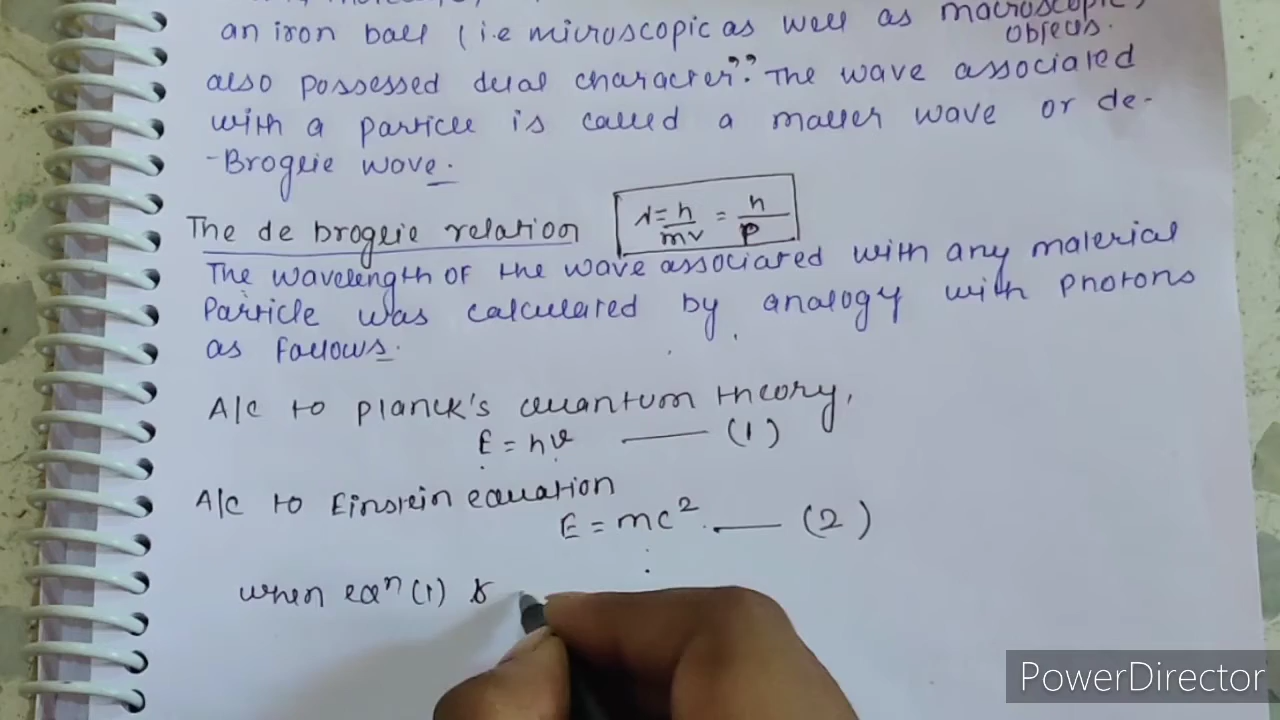 an iron ball (i.e microscopic as well as macroscopic)
objects.
also possessed dual character". The wave associated
with a particle is called a matter wave or de-
-Broglie wave.
The de broglie relation λ=h/mv = h/p
The wavelength of the wave associated with any material
Particle was calculated by analogy with photons
as follows.
A/c to planck's quantum theory,
E = hν —— (1)
A/c to Einstein equation
E = mc² —— (2)
when eqⁿ (1) &
PowerDirector